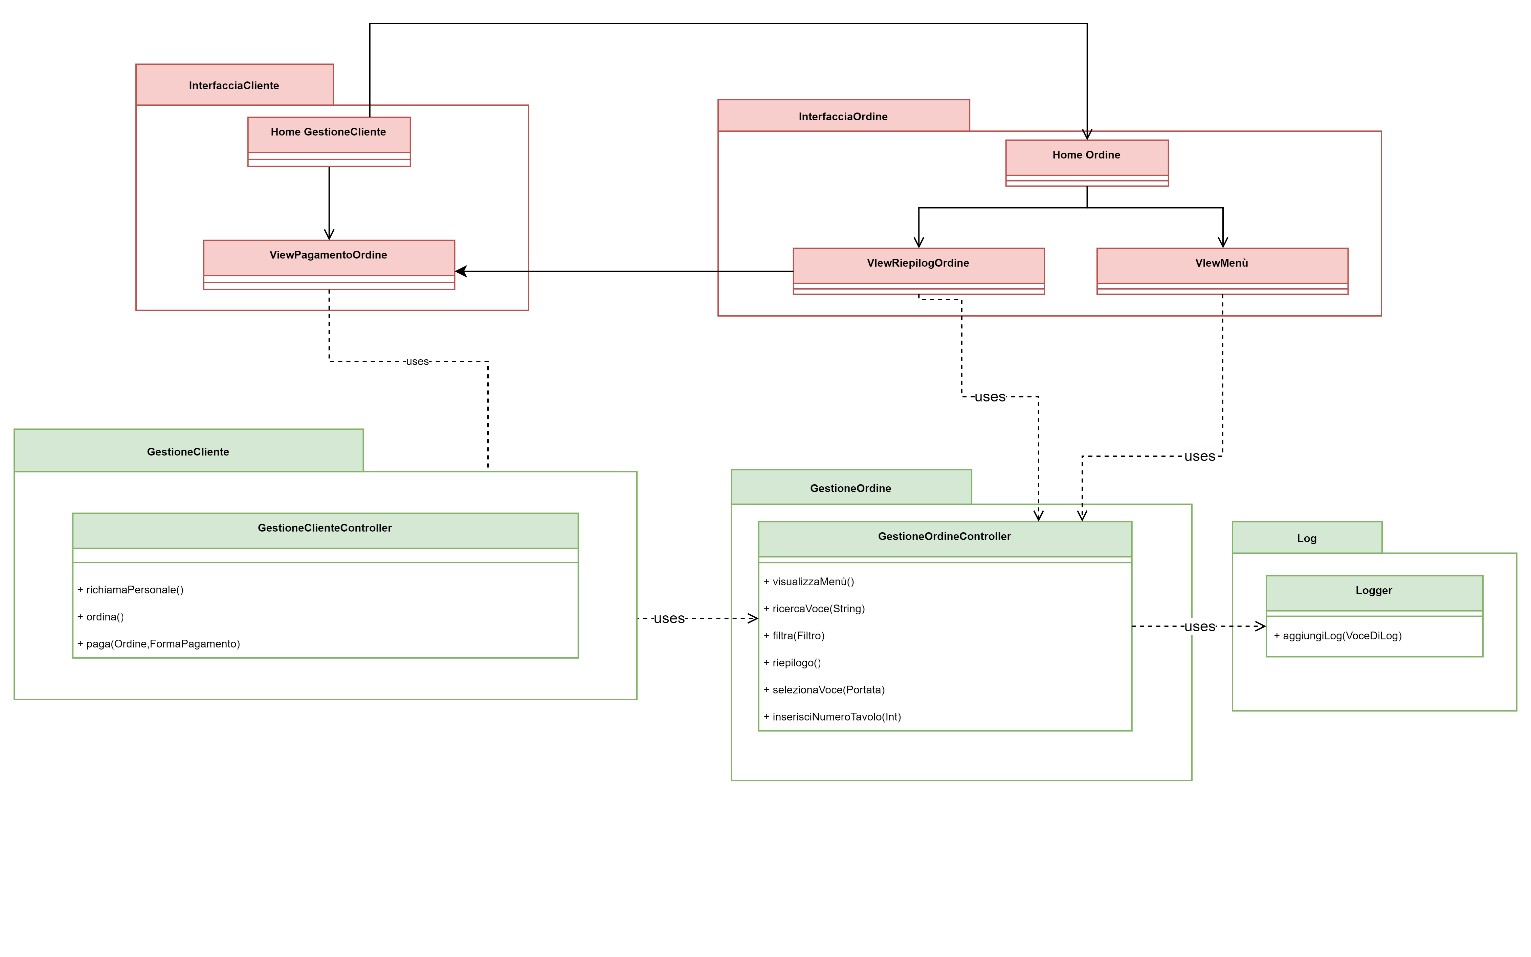 InterfacciaCliente
Home GestioneCliente
ViewPagamentoOrdine
InterfacciaOrdine
Home Ordine
VIewRiepilogOrdine
VIewMenù
uses
uses
uses
GestioneCliente
GestioneClienteController
+ richiamaPersonale()
+ ordina()
+ paga(Ordine,FormaPagamento)
uses
GestioneOrdine
GestioneOrdineController
+ visualizzaMenù()
+ ricercaVoce(String)
+ filtra(Filtro)
+ riepilogo()
+ selezionaVoce(Portata)
+ inserisciNumeroTavolo(Int)
uses
Log
Logger
+ aggiungiLog(VoceDiLog)